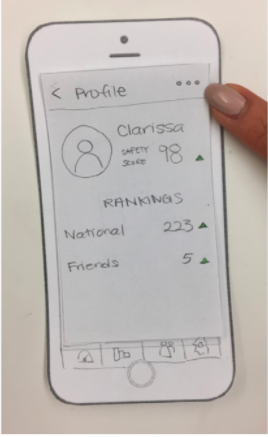 < Profile ...
Clarissa
SAFETY SCORE 98
RANKINGS
National 223
Friends 5